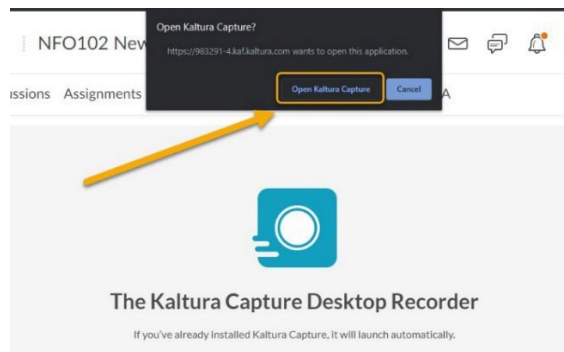 Open Kaltura Capture?
https://983291-4.kaf.kaltura.com wants to open this application.
Open Kaltura Capture Cancel
NFO102 New
ussions Assignments A
The Kaltura Capture Desktop Recorder
If you've already installed Kaltura Capture, it will launch automatically.